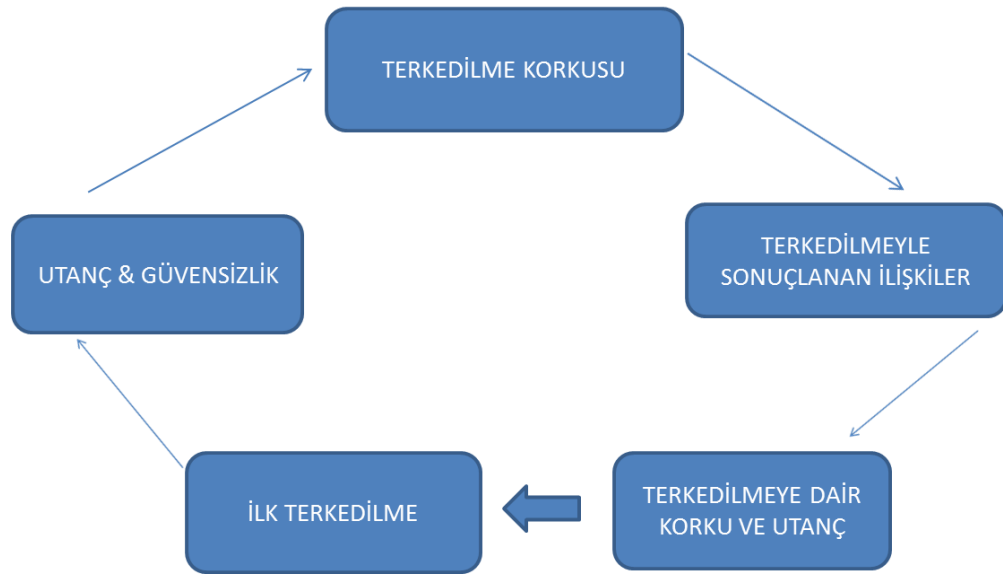 TERKEDİLME KORKUSU
UTANÇ & GÜVENSİZLİK
TERKEDİLMEYLE
SONUÇLANAN İLİŞKİLER
İLK TERKEDİLME
TERKEDİLMEYE DAİR
KORKU VE UTANÇ